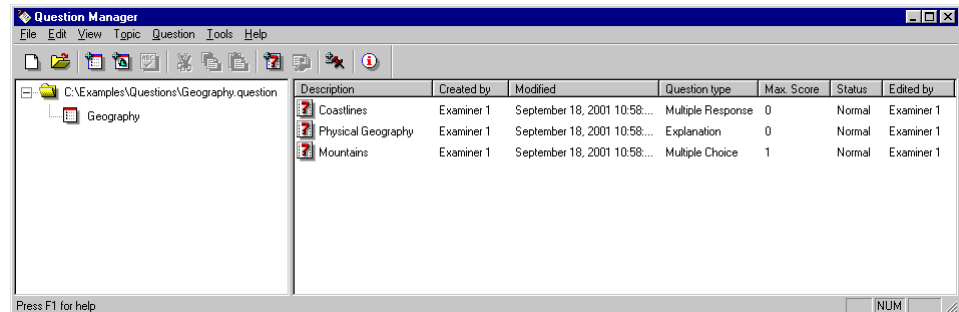 Question Manager
File Edit View Topic Question Tools Help
C:\Examples\Questions\Geography.question
Geography
Description Created by Modified Question type Max. Score Status Edited by
Coastlines Examiner 1 September 18, 2001 10:58:... Multiple Response 0 Normal Examiner 1
Physical Geography Examiner 1 September 18, 2001 10:58:... Explanation 0 Normal Examiner 1
Mountains Examiner 1 September 18, 2001 10:58:... Multiple Choice 1 Normal Examiner 1
Press F1 for help NUM